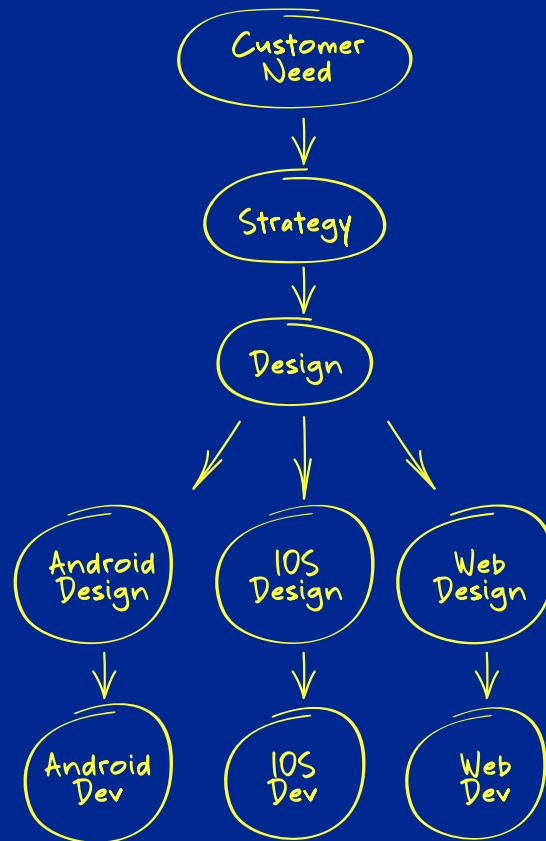 Customer
Need
Strategy
Design
Android
Design
IOS
Design
Web
Design
Android
Dev
IOS
Dev
Web
Dev